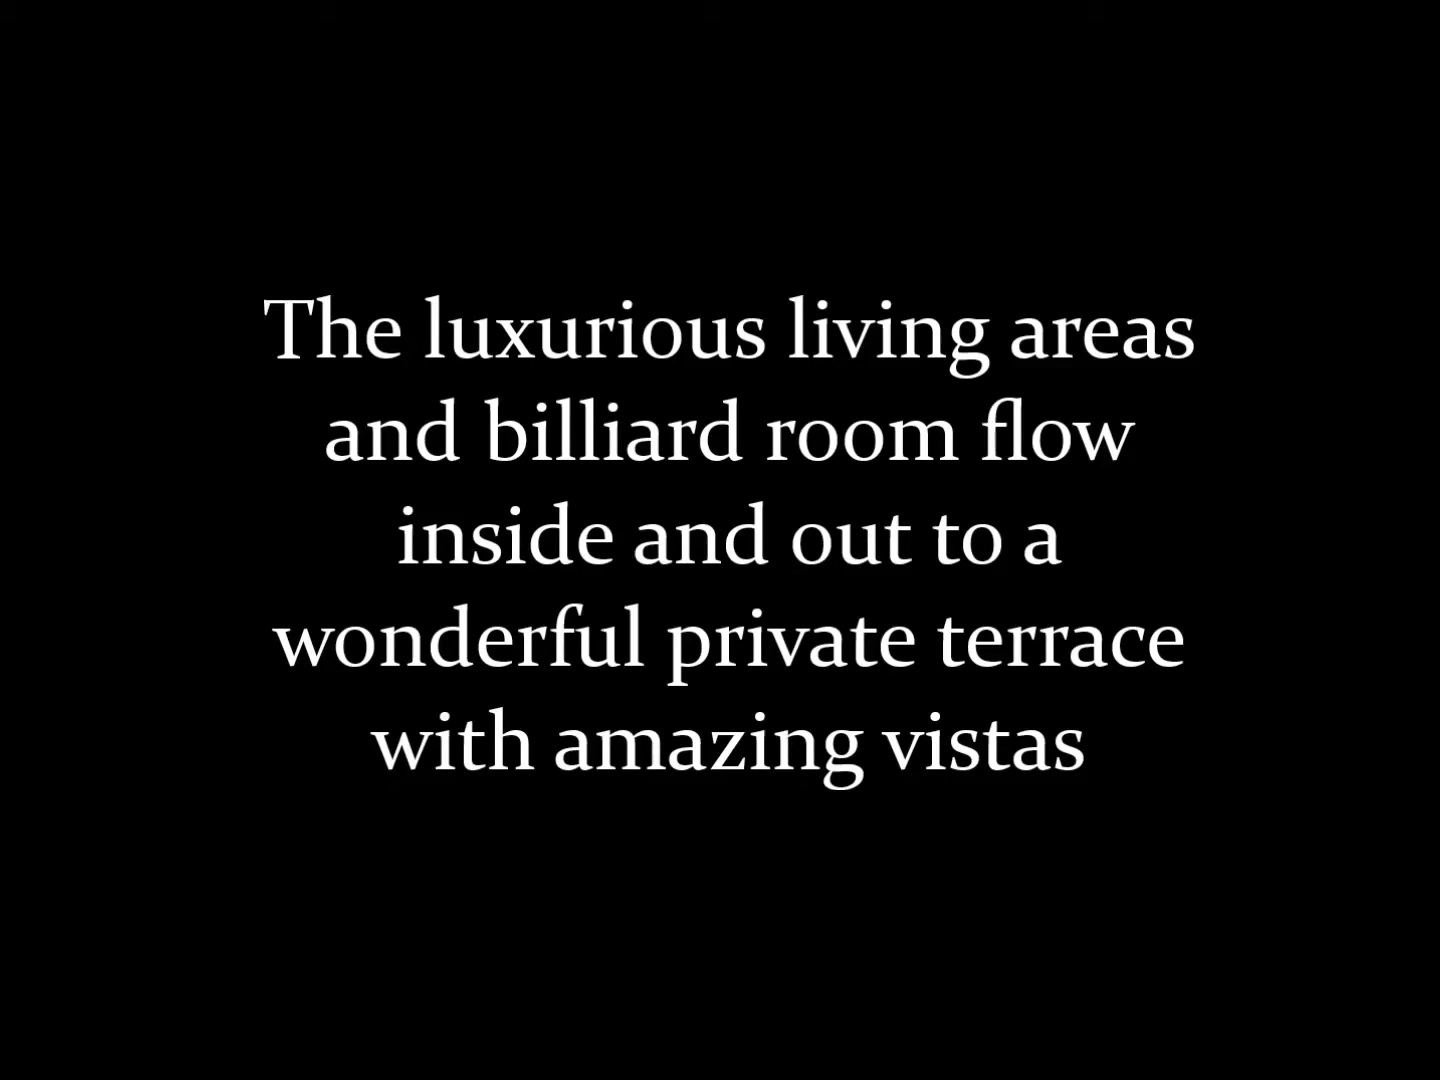 The luxurious living areas
and billiard room flow
inside and out to a
wonderful private terrace
with amazing vistas